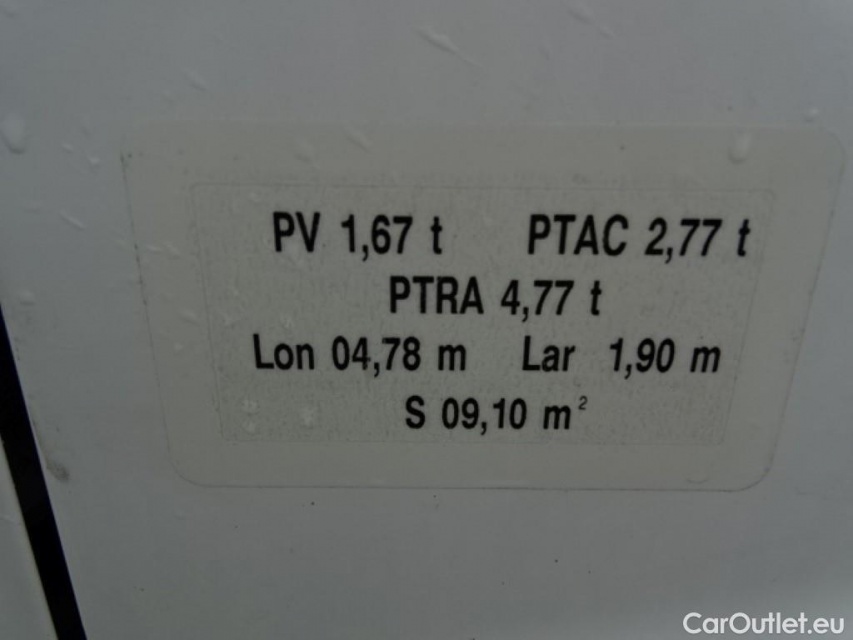 PV 1,67 t PTAC 2,77 t
PTRA 4,77 t
Lon 04,78 m Lar 1,90 m
S 09,10 m²
CarOutlet.eu